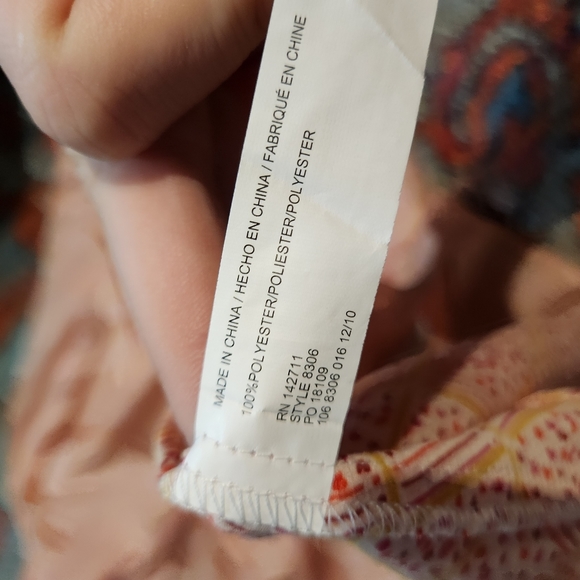 MADE IN CHINA / HECHO EN CHINA / FABRIQUÉ EN CHINE
100%POLYESTER/POLIESTER/POLYESTER
RN 142711
STYLE 8306
PO 18109
106 8306 016 12/10